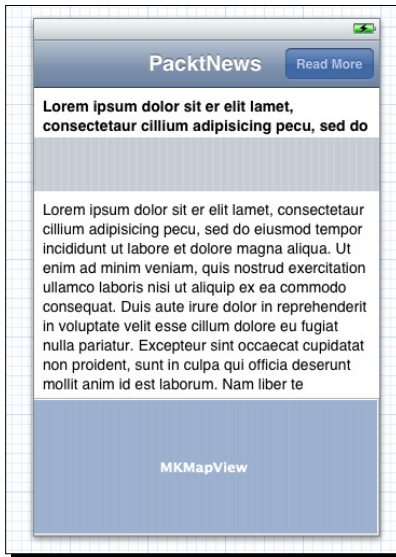 PacktNews
Read More
Lorem ipsum dolor sit er elit lamet,
consectetaur cillium adipisicing pecu, sed do
Lorem ipsum dolor sit er elit lamet, consectetaur
cillium adipisicing pecu, sed do eiusmod tempor
incididunt ut labore et dolore magna aliqua. Ut
enim ad minim veniam, quis nostrud exercitation
ullamco laboris nisi ut aliquip ex ea commodo
consequat. Duis aute irure dolor in reprehenderit
in voluptate velit esse cillum dolore eu fugiat
nulla pariatur. Excepteur sint occaecat cupidatat
non proident, sunt in culpa qui officia deserunt
mollit anim id est laborum. Nam liber te
MKMapView